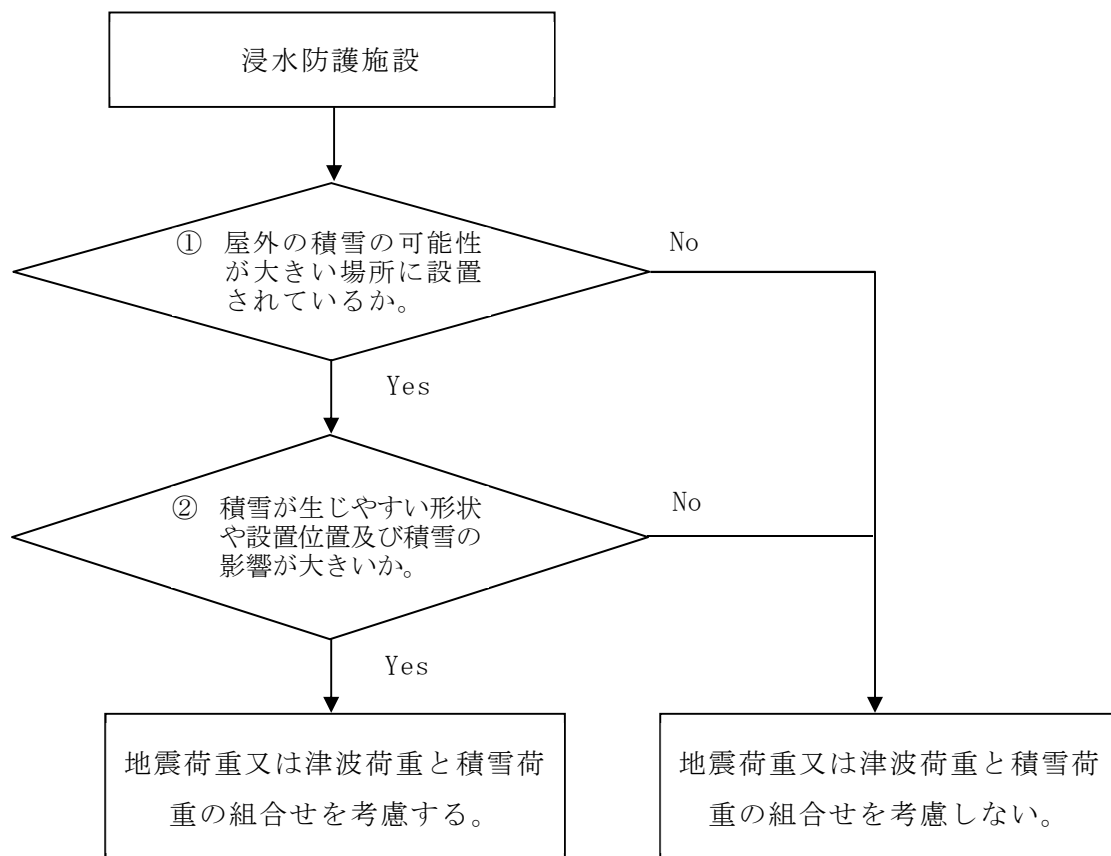 浸水防護施設
① 屋外の積雪の可能性
が大きい場所に設置
されているか。
No
Yes
② 積雪が生じやすい形状
や設置位置及び積雪の
影響が大きいか。
No
Yes
地震荷重又は津波荷重と積雪荷
重の組合せを考慮する。
地震荷重又は津波荷重と積雪荷
重の組合せを考慮しない。